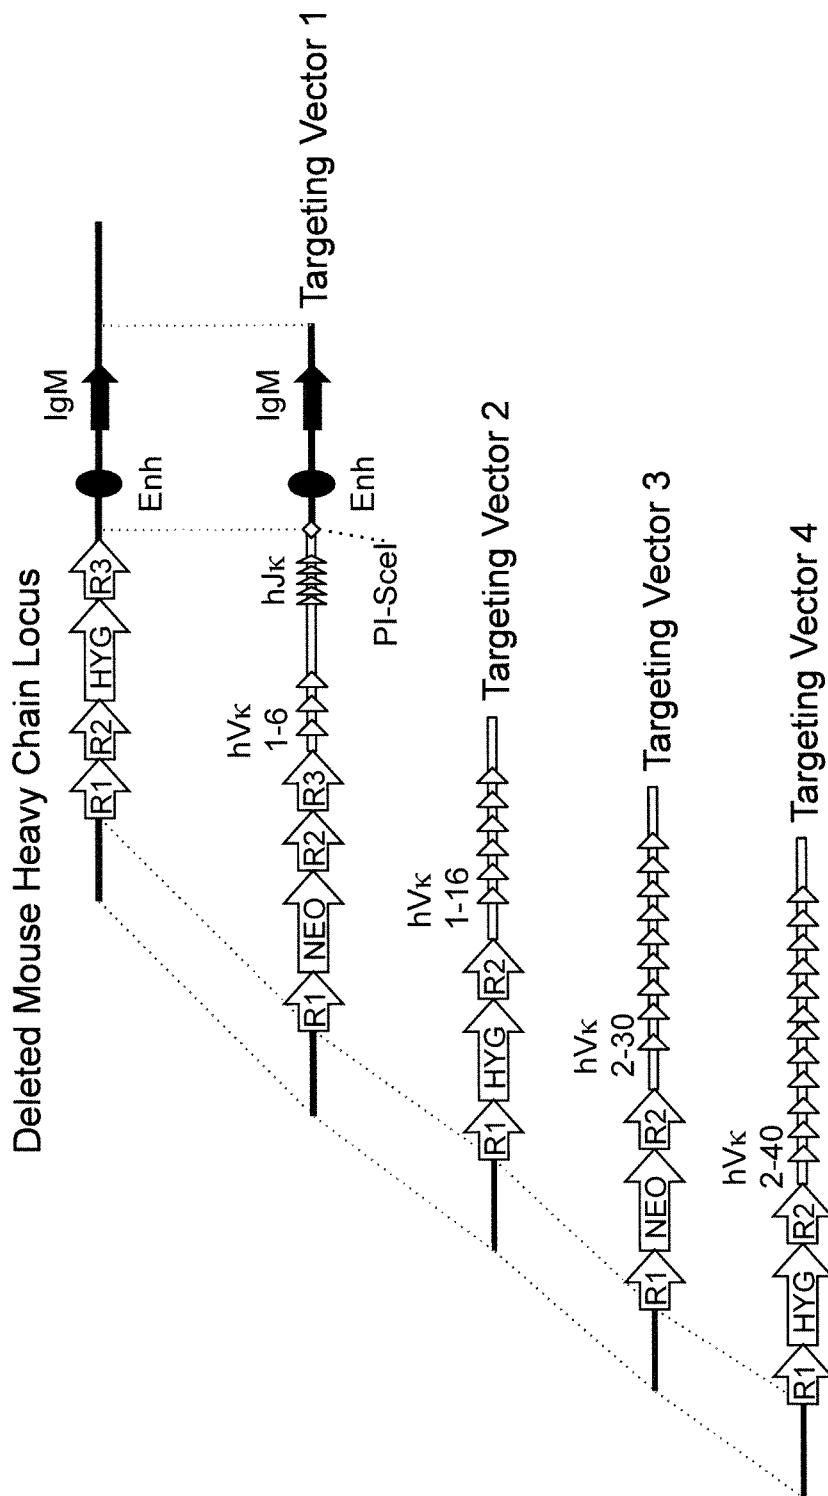 Deleted Mouse Heavy Chain Locus
R1 R2 HYG R3 Enh IgM
hVκ
1-6
hJκ
R1 NEO R2 R3 Enh IgM Targeting Vector 1
PI-SceI
hVκ
1-16
R1 HYG R2 Targeting Vector 2
hVκ
2-30
R1 NEO R2 Targeting Vector 3
hVκ
2-40
R1 HYG R2 Targeting Vector 4